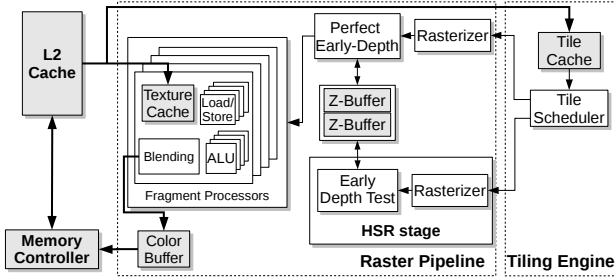 L2
Cache
Texture
Cache
Load/
Store
Blending
ALU
Fragment Processors
Memory
Controller
Color
Buffer
Perfect
Early-Depth
Rasterizer
Z-Buffer
Z-Buffer
Early
Depth Test
Rasterizer
HSR stage
Raster Pipeline
Tile
Cache
Tile
Scheduler
Tiling Engine